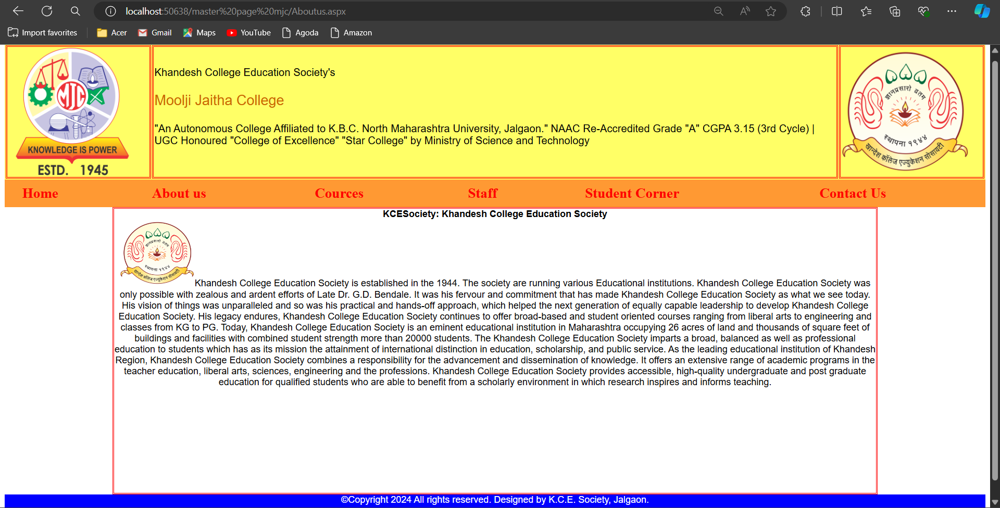 localhost:50638/master%20page%20mjc/Aboutus.aspx
Import favorites
Acer
Gmail
Maps
YouTube
Agoda
Amazon
MJC
KNOWLEDGE IS POWER
ESTD. 1945
Khandesh College Education Society's
Moolji Jaitha College
"An Autonomous College Affiliated to K.B.C. North Maharashtra University, Jalgaon." NAAC Re-Accredited Grade "A" CGPA 3.15 (3rd Cycle) |
UGC Honoured "College of Excellence" "Star College" by Ministry of Science and Technology
ज्ञानप्रसारो व्रतम्
स्थापना १९४४
खान्देश कॉलेज एज्युकेशन सोसायटी
Home
About us
Cources
Staff
Student Corner
Contact Us
KCESociety: Khandesh College Education Society
ज्ञानप्रसारो व्रतम्
स्थापना १९४४
खान्देश कॉलेज एज्युकेशन सोसायटी
Khandesh College Education Society is established in the 1944. The society are running various Educational institutions. Khandesh College Education Society was
only possible with zealous and ardent efforts of Late Dr. G.D. Bendale. It was his fervour and commitment that has made Khandesh College Education Society as what we see today.
His vision of things was unparalleled and so was his practical and hands-off approach, which helped the next generation of equally capable leadership to develop Khandesh College
Education Society. His legacy endures, Khandesh College Education Society continues to offer broad-based and student oriented courses ranging from liberal arts to engineering and
classes from KG to PG. Today, Khandesh College Education Society is an eminent educational institution in Maharashtra occupying 26 acres of land and thousands of square feet of
buildings and facilities with combined student strength more than 20000 students. The Khandesh College Education Society imparts a broad, balanced as well as professional
education to students which has as its mission the attainment of international distinction in education, scholarship, and public service. As the leading educational institution of Khandesh
Region, Khandesh College Education Society combines a responsibility for the advancement and dissemination of knowledge. It offers an extensive range of academic programs in the
teacher education, liberal arts, sciences, engineering and the professions. Khandesh College Education Society provides accessible, high-quality undergraduate and post graduate
education for qualified students who are able to benefit from a scholarly environment in which research inspires and informs teaching.
©Copyright 2024 All rights reserved. Designed by K.C.E. Society, Jalgaon.